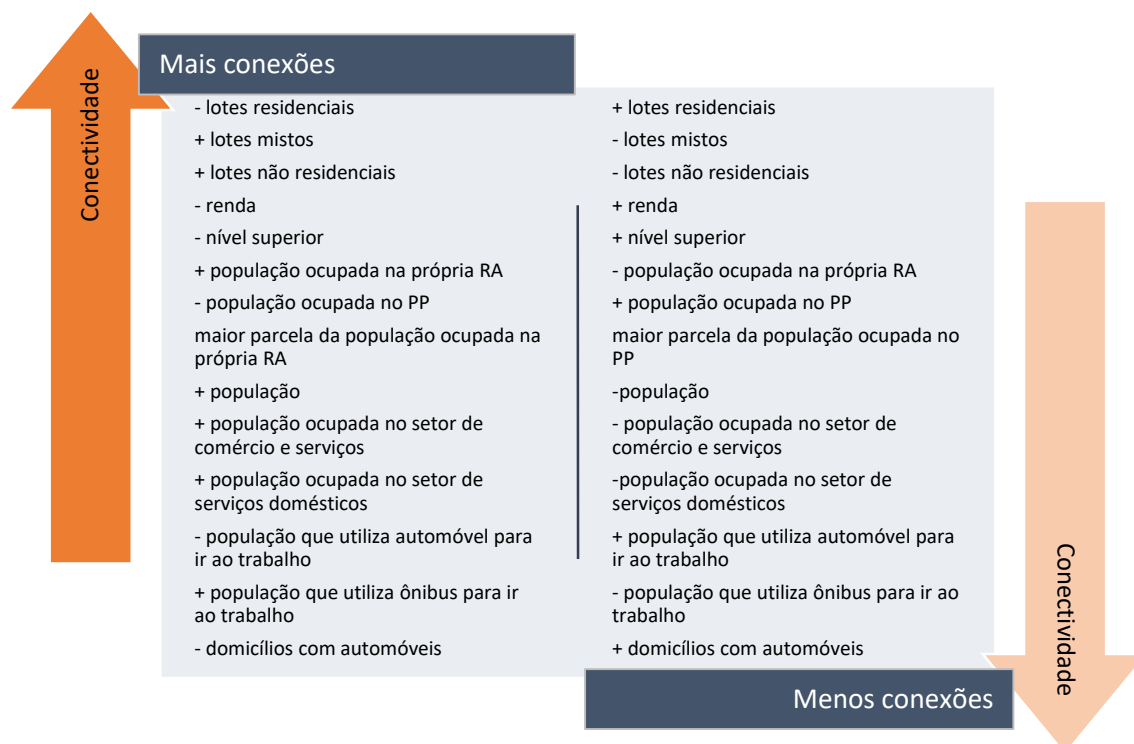 Conectividade
Mais conexões
- lotes residenciais
+ lotes mistos
+ lotes não residenciais
- renda
- nível superior
+ população ocupada na própria RA
- população ocupada no PP
maior parcela da população ocupada na
própria RA
+ população
+ população ocupada no setor de
comércio e serviços
+ população ocupada no setor de
serviços domésticos
- população que utiliza automóvel para
ir ao trabalho
+ população que utiliza ônibus para ir
ao trabalho
- domicílios com automóveis
+ lotes residenciais
- lotes mistos
- lotes não residenciais
+ renda
+ nível superior
- população ocupada na própria RA
+ população ocupada no PP
maior parcela da população ocupada no
PP
-população
- população ocupada no setor de
comércio e serviços
-população ocupada no setor de
serviços domésticos
+ população que utiliza automóvel para
ir ao trabalho
- população que utiliza ônibus para ir ao
trabalho
+ domicílios com automóveis
Menos conexões
Conectividade